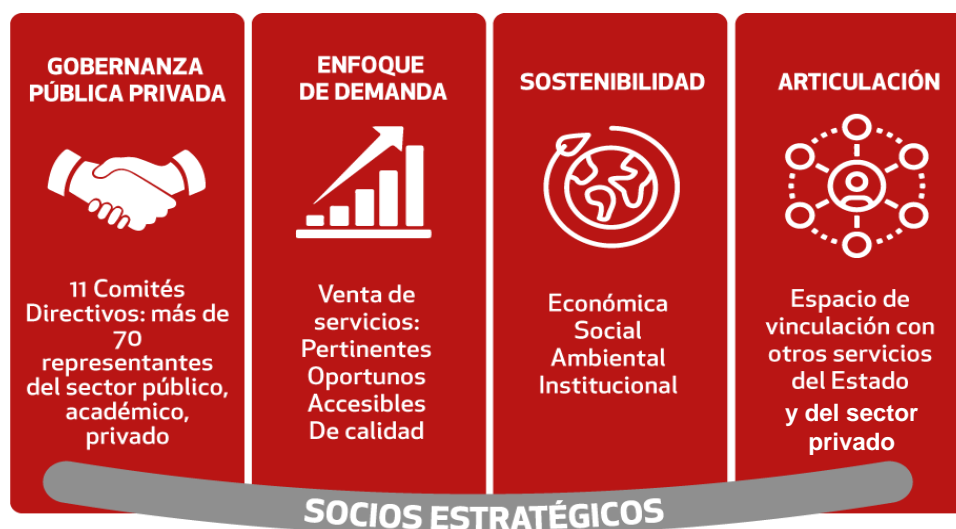 GOBERNANZA
PÚBLICA PRIVADA
11 Comités
Directivos: más de
70
representantes
del sector público,
académico,
privado
ENFOQUE
DE DEMANDA
Venta de
servicios:
Pertinentes
Oportunos
Accesibles
De calidad
SOSTENIBILIDAD
Económica
Social
Ambiental
Institucional
ARTICULACIÓN
Espacio de
vinculación con
otros servicios
del Estado
y del sector
privado
SOCIOS ESTRATÉGICOS